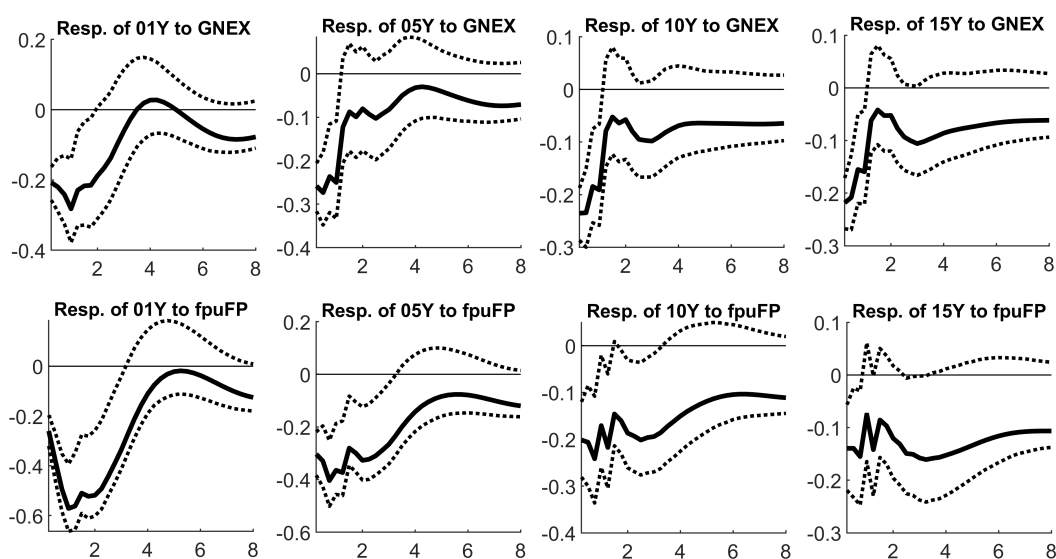 Resp. of 01Y to GNEX
Resp. of 05Y to GNEX
Resp. of 10Y to GNEX
Resp. of 15Y to GNEX
0.2
0
-0.2
-0.4
2 4 6 8
0
-0.1
-0.2
-0.3
-0.4
2 4 6 8
0.1
0
-0.1
-0.2
-0.3
2 4 6 8
0.1
0
-0.1
-0.2
-0.3
2 4 6 8
Resp. of 01Y to fpuFP
Resp. of 05Y to fpuFP
Resp. of 10Y to fpuFP
Resp. of 15Y to fpuFP
0
-0.2
-0.4
-0.6
2 4 6 8
0.2
0
-0.2
-0.4
-0.6
2 4 6 8
0
-0.1
-0.2
-0.3
-0.4
2 4 6 8
0.1
0
-0.1
-0.2
-0.3
2 4 6 8